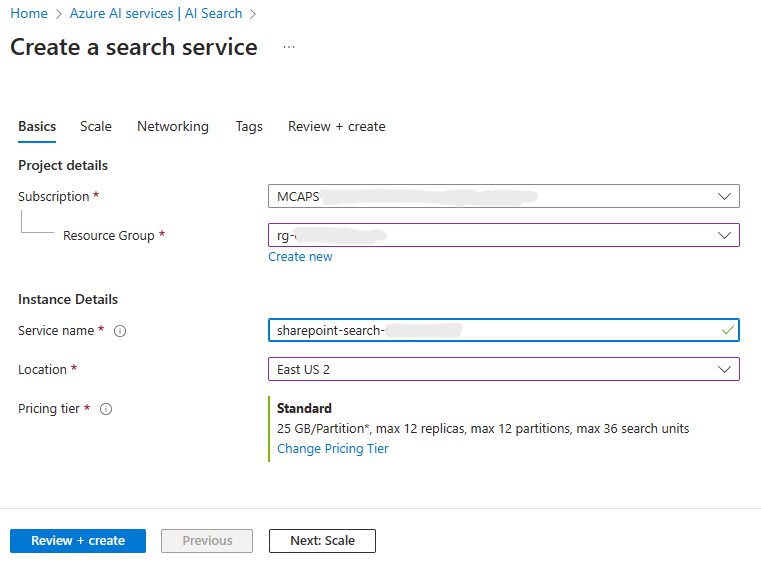 Home > Azure AI services | AI Search >
Create a search service ...
Basics Scale Networking Tags Review + create
Project details
Subscription * MCAPS
Resource Group * rg-
Create new
Instance Details
Service name * sharepoint-search-
Location * East US 2
Pricing tier * Standard
25 GB/Partition*, max 12 replicas, max 12 partitions, max 36 search units
Change Pricing Tier
Review + create Previous Next: Scale